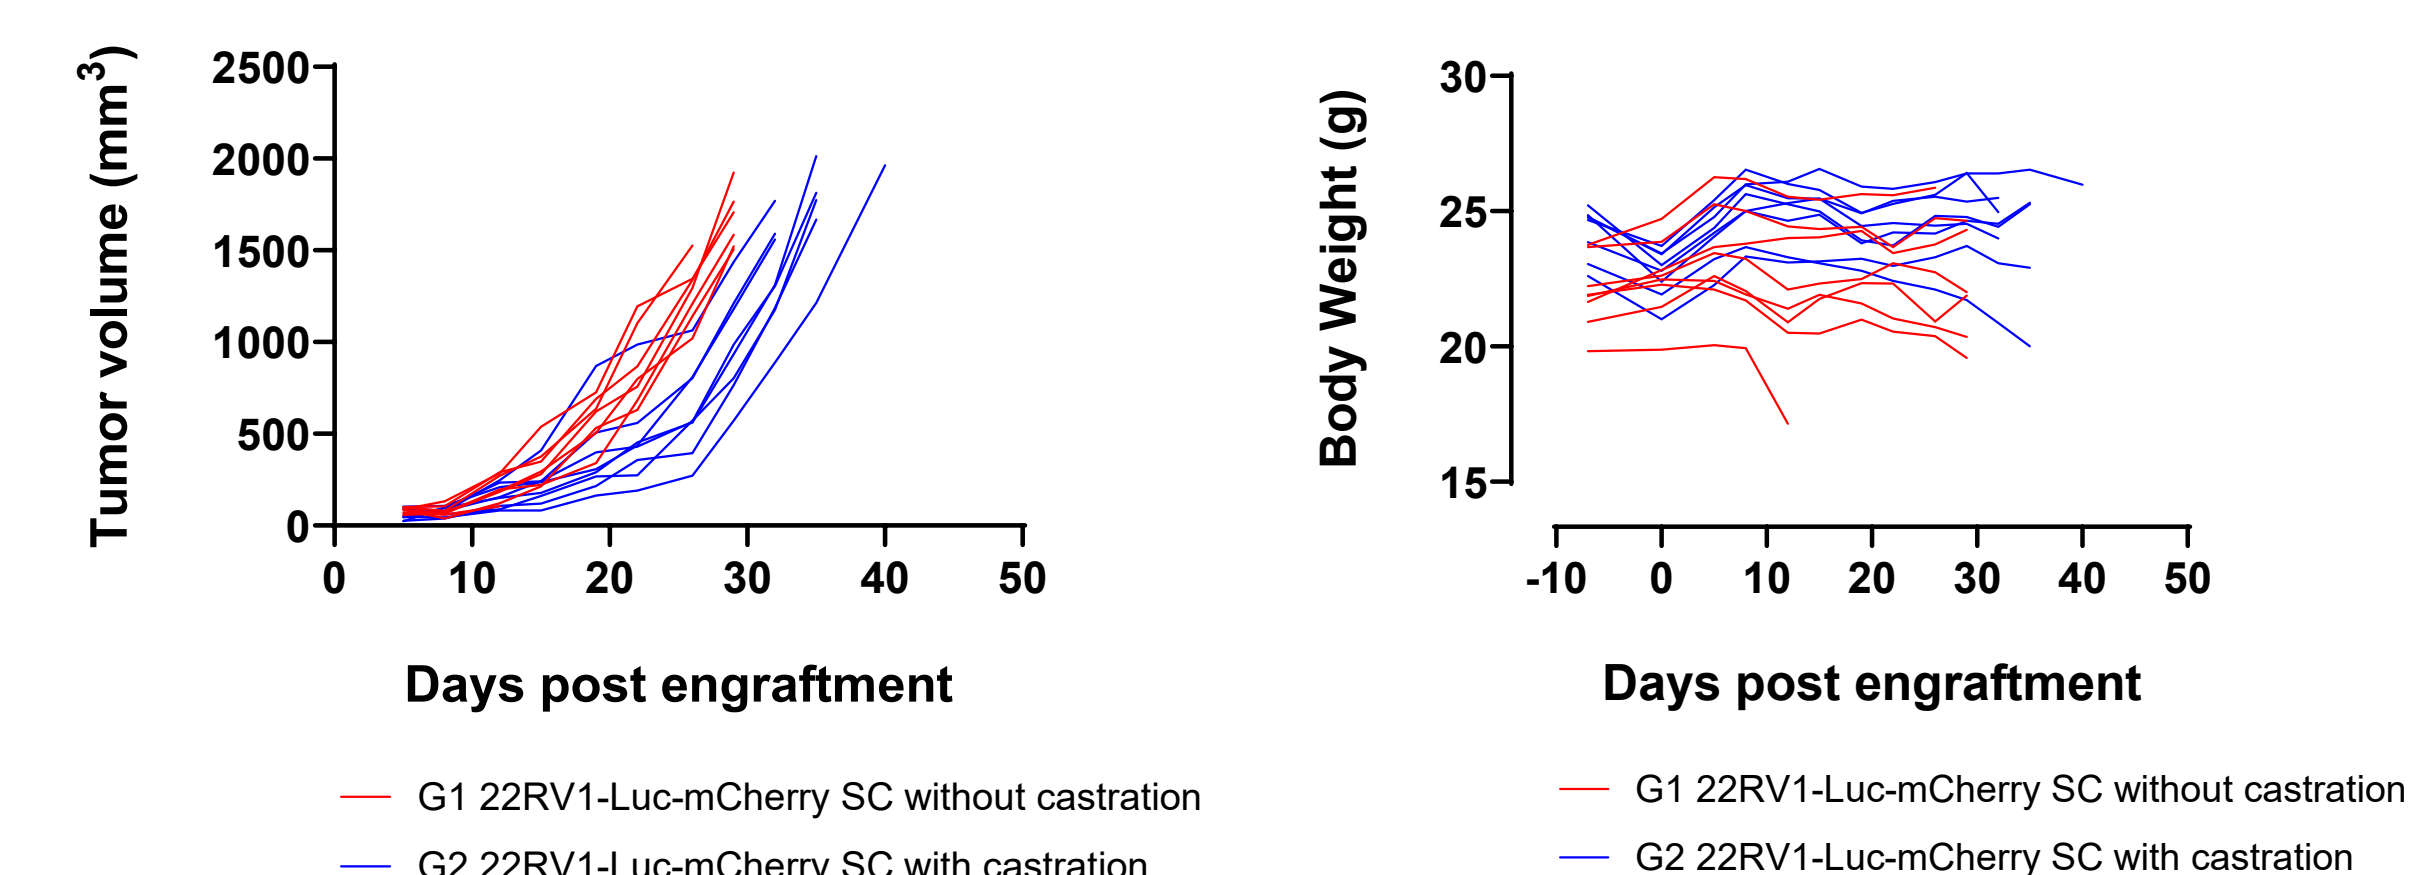 Tumor volume (mm³)
2500
2000
1500
1000
500
0
0 10 20 30 40 50
Days post engraftment
G1 22RV1-Luc-mCherry SC without castration
G2 22RV1-Luc-mCherry SC with castration
Body Weight (g)
30
25
20
15
-10 0 10 20 30 40 50
Days post engraftment
G1 22RV1-Luc-mCherry SC without castration
G2 22RV1-Luc-mCherry SC with castration